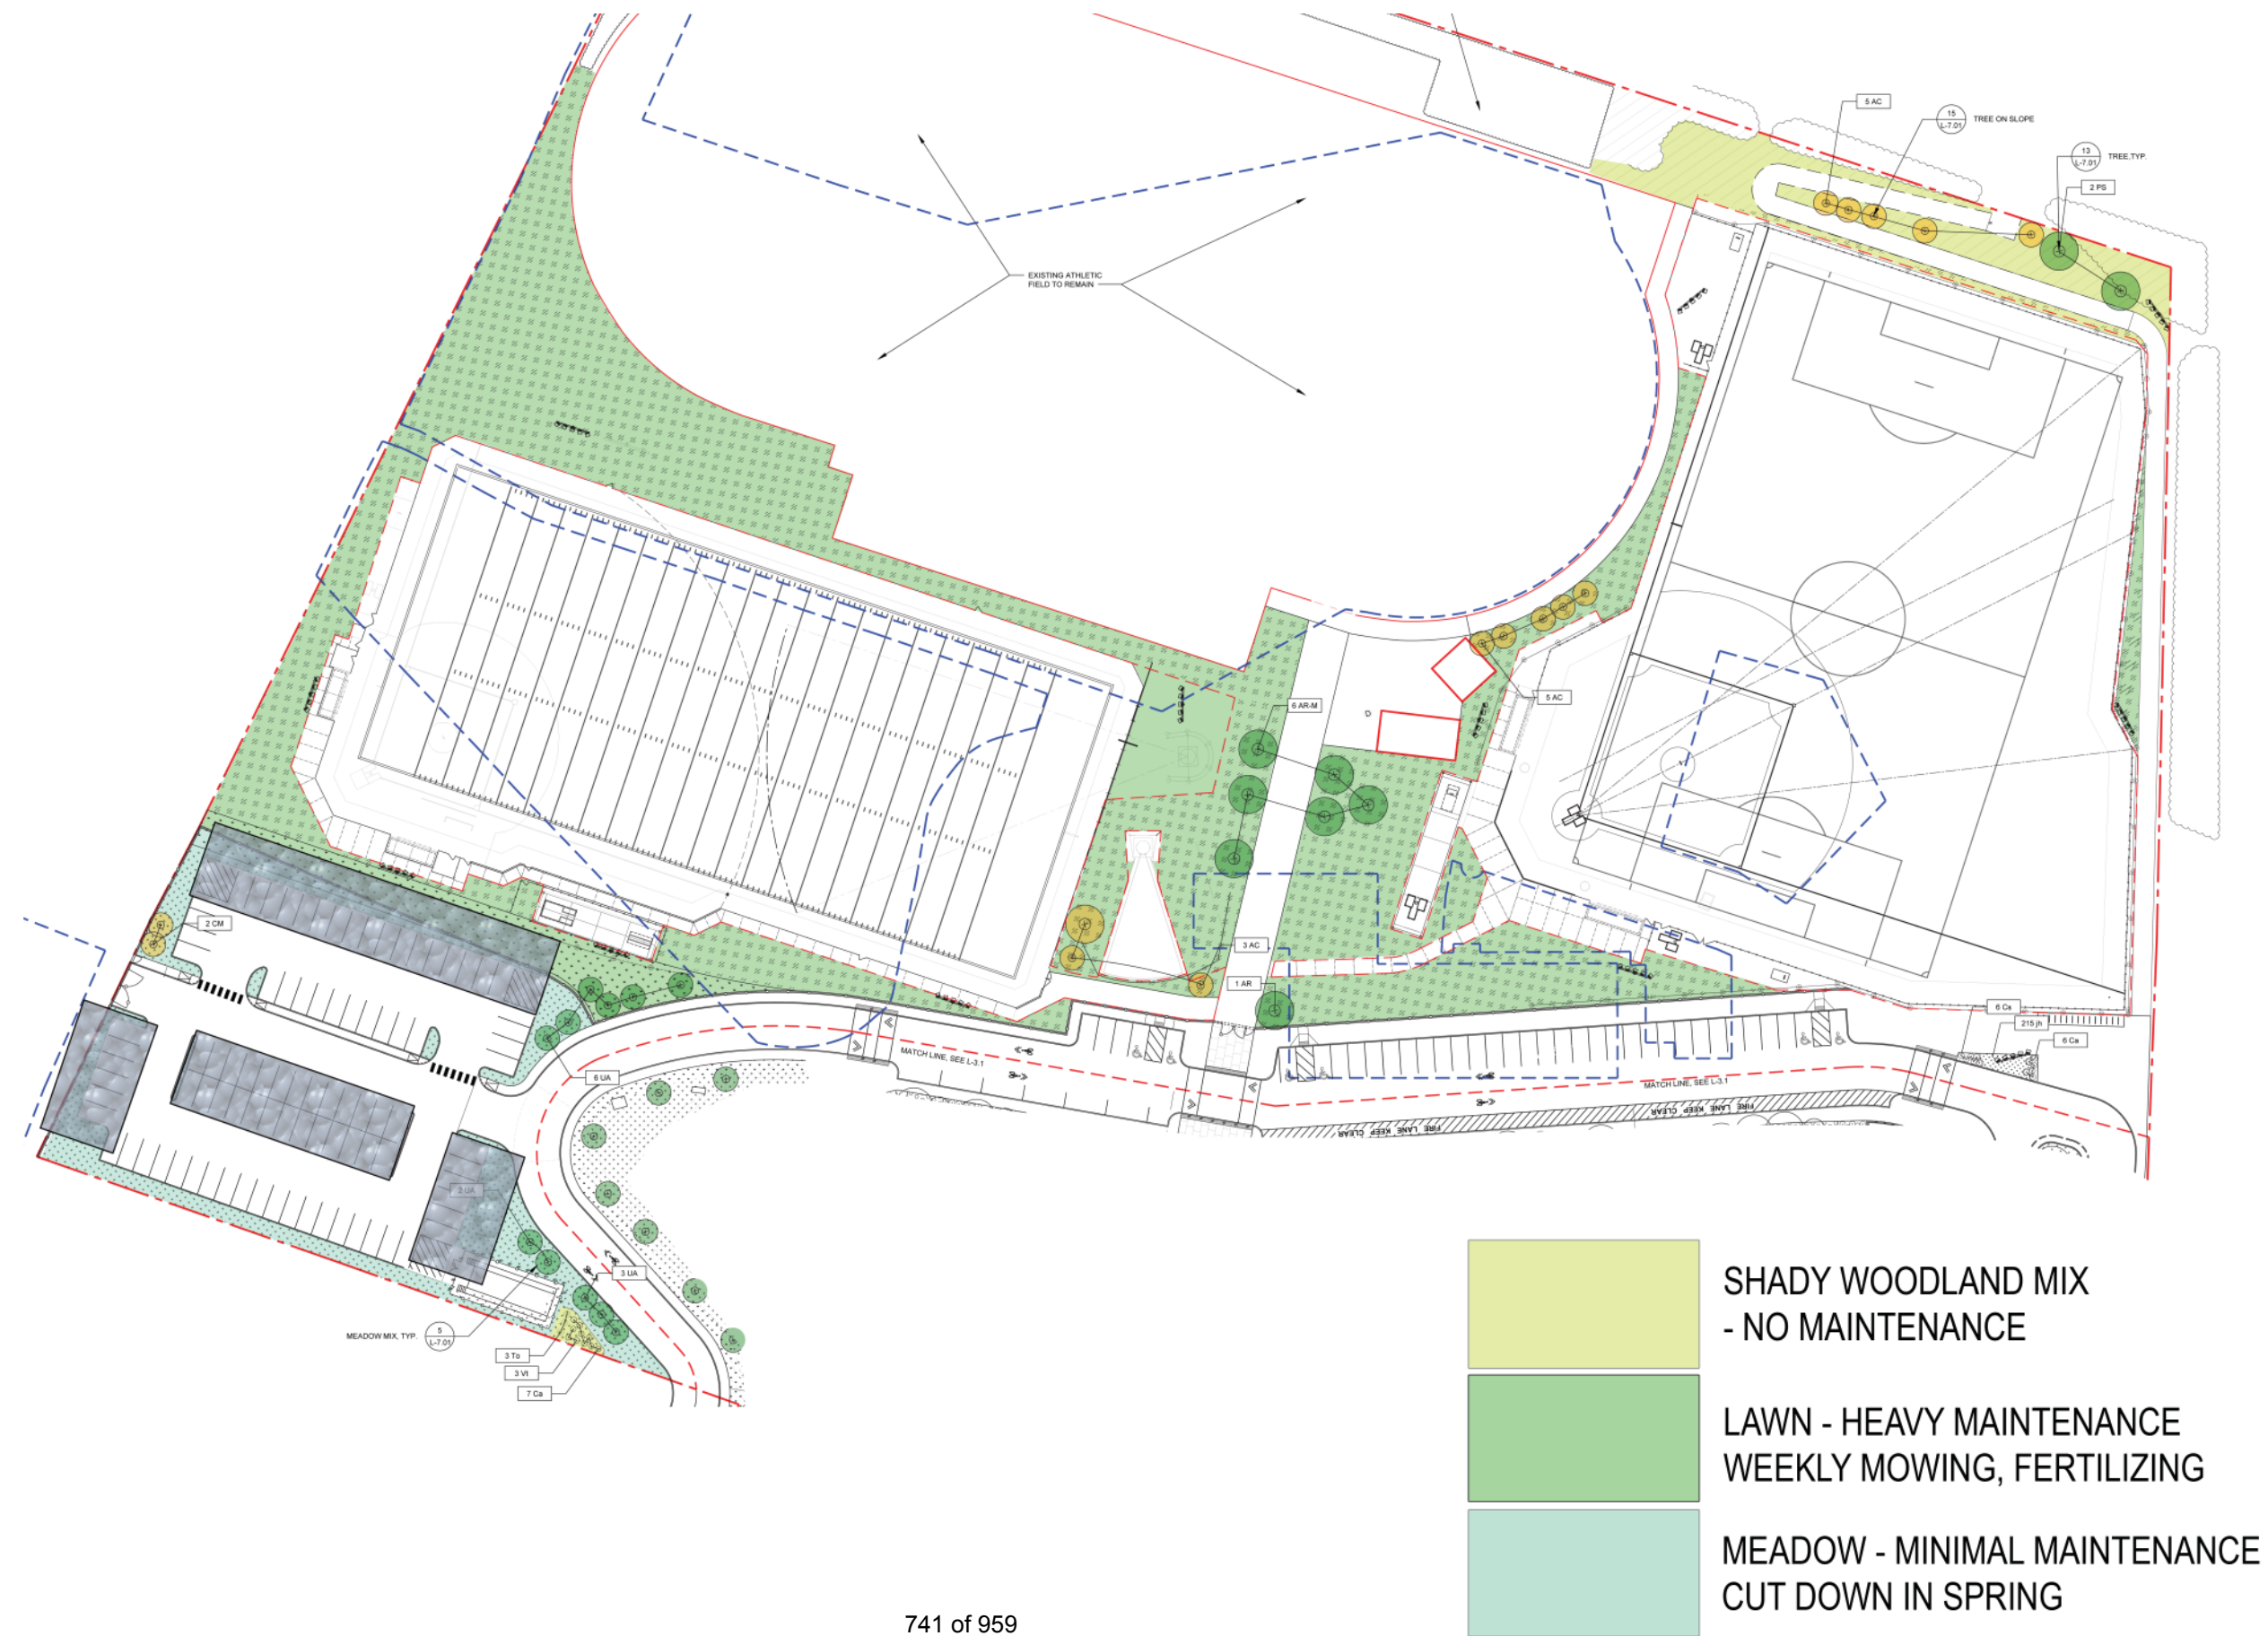 5 AC
15
L-7.01
TREE ON SLOPE
13
L-7.01
TREE,TYP.
2 PS
EXISTING ATHLETIC
FIELD TO REMAIN
6 AR-M
5 AC
2 CM
3 AC
1 AR
6 Cs
215 jh
6 Ca
MATCH LINE, SEE L-3.1
MATCH LINE, SEE L-3.1
6 UA
FIRE LANE KEEP CLEAR
FIRE LANE KEEP CLEAR
2 UA
3 UA
MEADOW MIX, TYP.
5
L-7.01
3 To
3 VI
7 Ca
SHADY WOODLAND MIX
- NO MAINTENANCE
LAWN - HEAVY MAINTENANCE
WEEKLY MOWING, FERTILIZING
MEADOW - MINIMAL MAINTENANCE
CUT DOWN IN SPRING
741 of 959